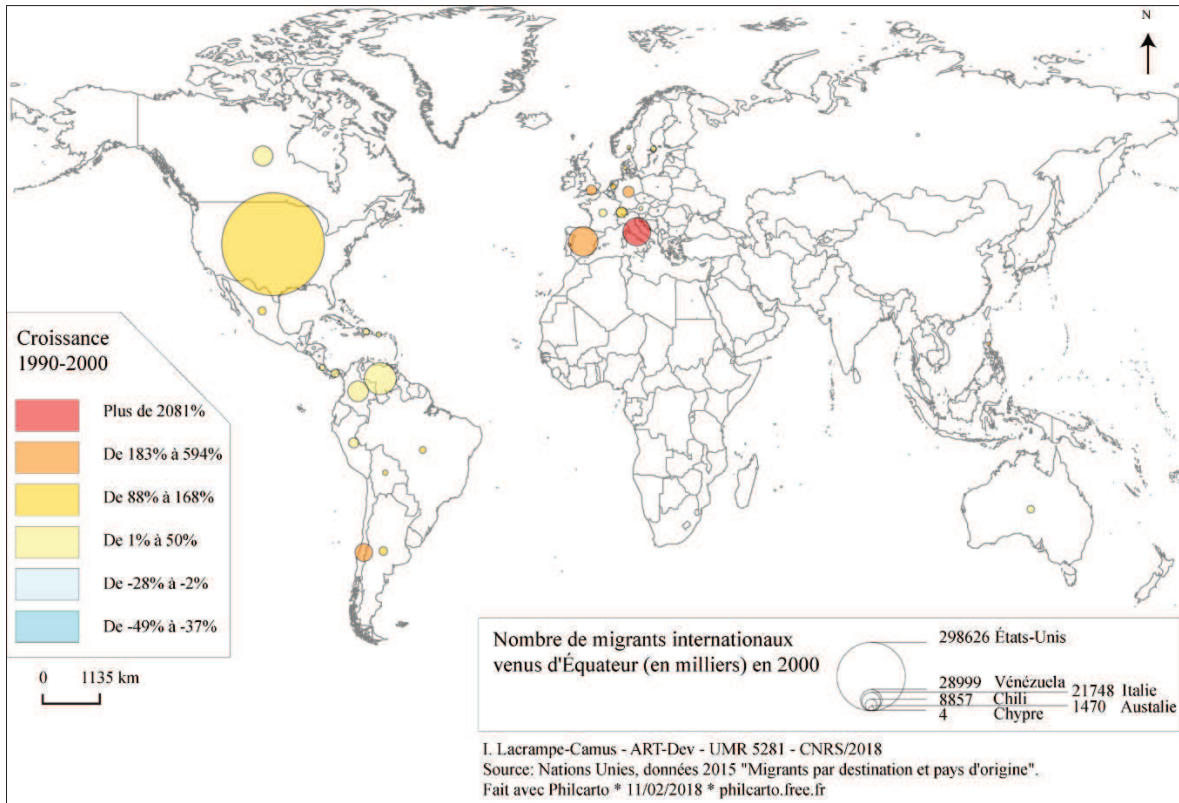 N
Croissance
1990-2000
Plus de 2081%
De 183% à 594%
De 88% à 168%
De 1% à 50%
De -28% à -2%
De -49% à -37%
0 1135 km
Nombre de migrants internationaux
venus d'Équateur (en milliers) en 2000
298626 États-Unis
28999 Vénézuela
21748 Italie
8857 Chili
1470 Austalie
4 Chypre
I. Lacrampe-Camus - ART-Dev - UMR 5281 - CNRS/2018
Source: Nations Unies, données 2015 "Migrants par destination et pays d'origine".
Fait avec Philcarto * 11/02/2018 * philcarto.free.fr